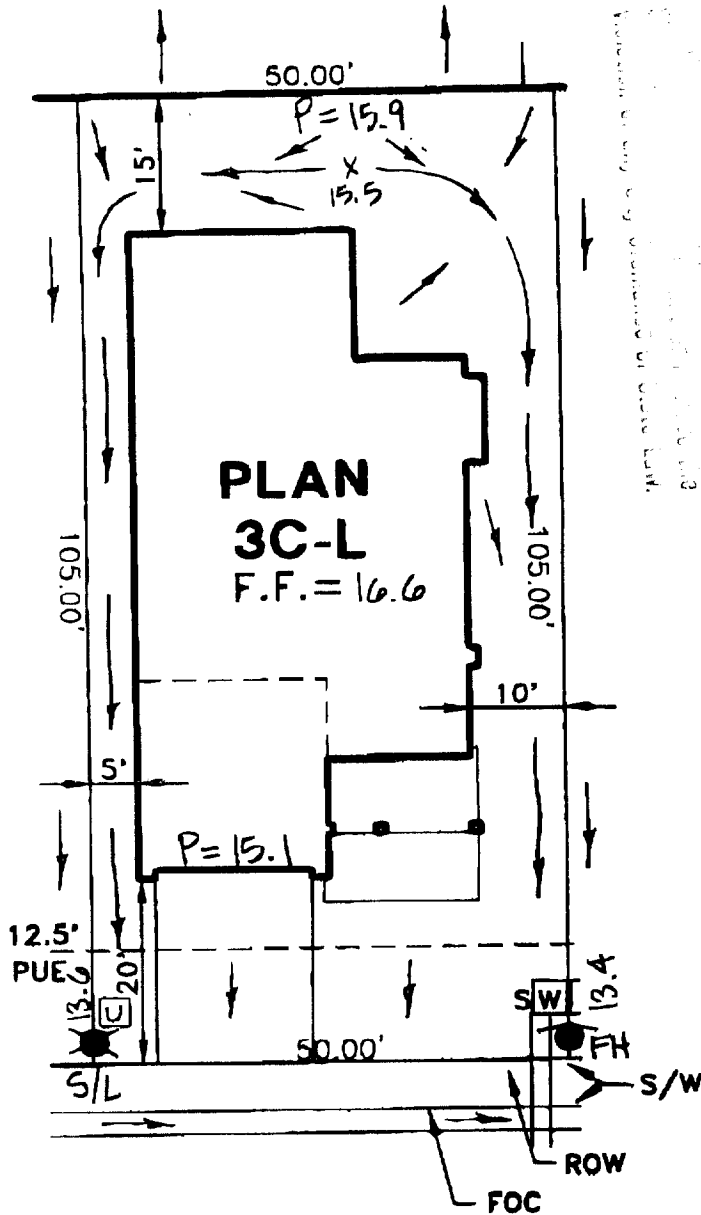 50.00'
P = 15.9
15'
X
15.5
PLAN
3C-L
F.F. = 16.6
105.00'
105.00'
10'
5'
P = 15.1
12.5'
PUE
13.6
U
20'
S W
13.4
50.00'
FH
S/L
S/W
ROW
FOC